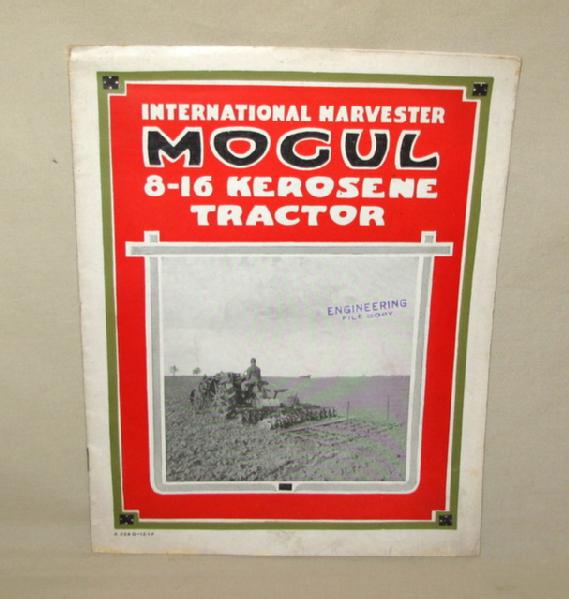 INTERNATIONAL HARVESTER
MOGUL
8-16 KEROSENE
TRACTOR
ENGINEERING
FILE COPY